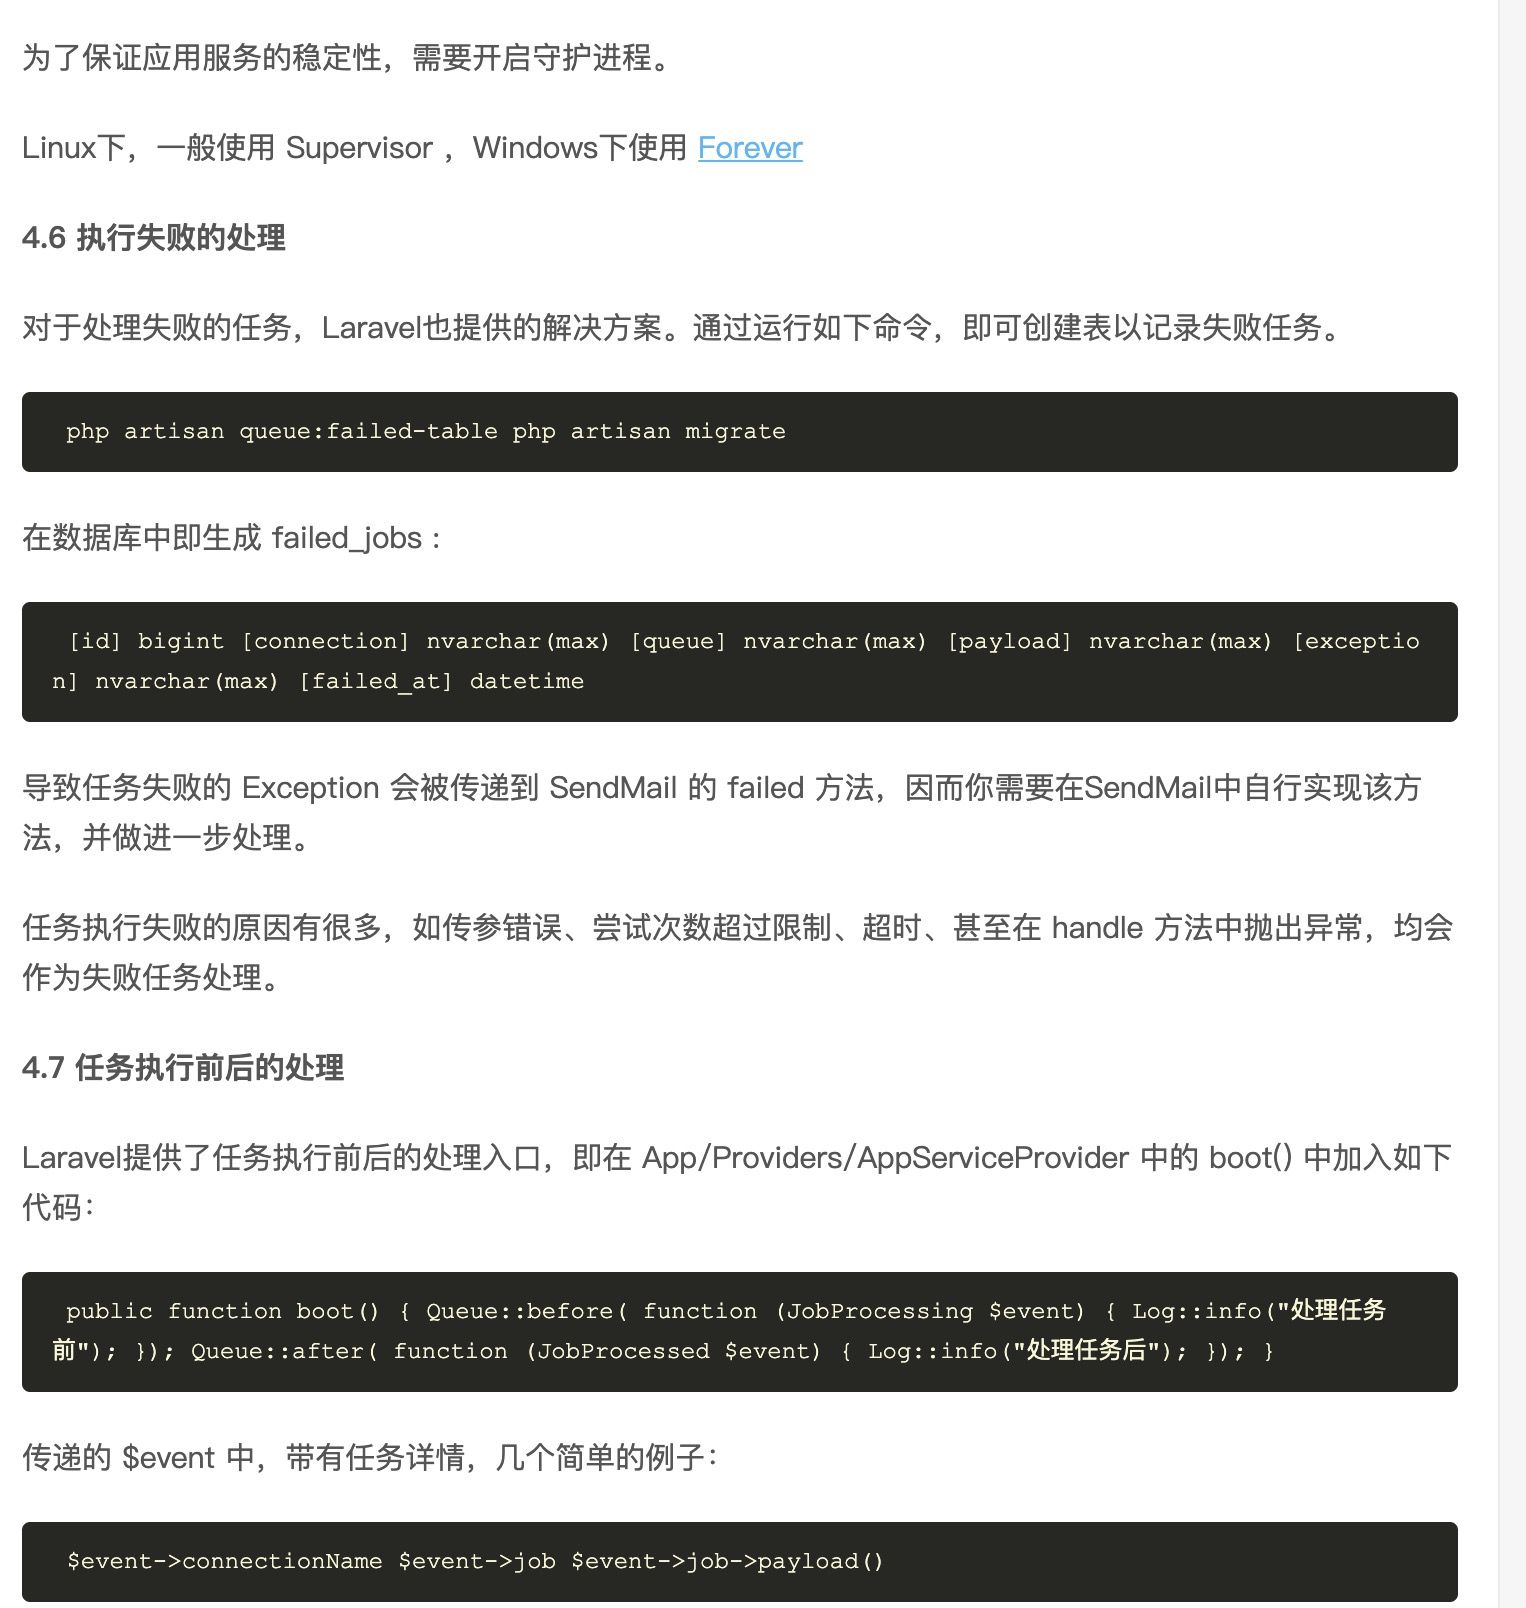 为了保证应用服务的稳定性，需要开启守护进程。
Linux下，一般使用 Supervisor ，Windows下使用 Forever
4.6 执行失败的处理
对于处理失败的任务，Laravel也提供的解决方案。通过运行如下命令，即可创建表以记录失败任务。
php artisan queue:failed-table php artisan migrate
在数据库中即生成 failed_jobs :
[id] bigint [connection] nvarchar(max) [queue] nvarchar(max) [payload] nvarchar(max) [exceptio
n] nvarchar(max) [failed_at] datetime
导致任务失败的 Exception 会被传递到 SendMail 的 failed 方法，因而你需要在SendMail中自行实现该方
法，并做进一步处理。
任务执行失败的原因有很多，如传参错误、尝试次数超过限制、超时、甚至在 handle 方法中抛出异常，均会
作为失败任务处理。
4.7 任务执行前后的处理
Laravel提供了任务执行前后的处理入口，即在 App/Providers/AppServiceProvider 中的 boot() 中加入如下
代码：
public function boot() { Queue::before( function (JobProcessing $event) { Log::info("处理任务
前"); }); Queue::after( function (JobProcessed $event) { Log::info("处理任务后"); }); }
传递的 $event 中，带有任务详情，几个简单的例子：
$event->connectionName $event->job $event->job->payload()